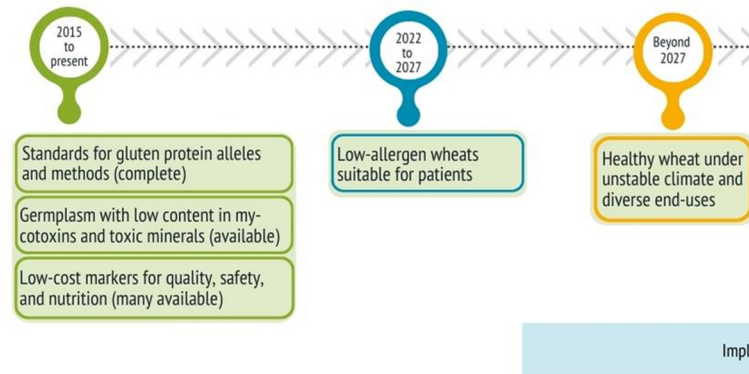 2015
to
present
2022
to
2027
Beyond
2027
Standards for gluten protein alleles
and methods (complete)
Germplasm with low content in my-
cotoxins and toxic minerals (available)
Low-cost markers for quality, safety,
and nutrition (many available)
Low-allergen wheats
suitable for patients
Healthy wheat under
unstable climate and
diverse end-uses